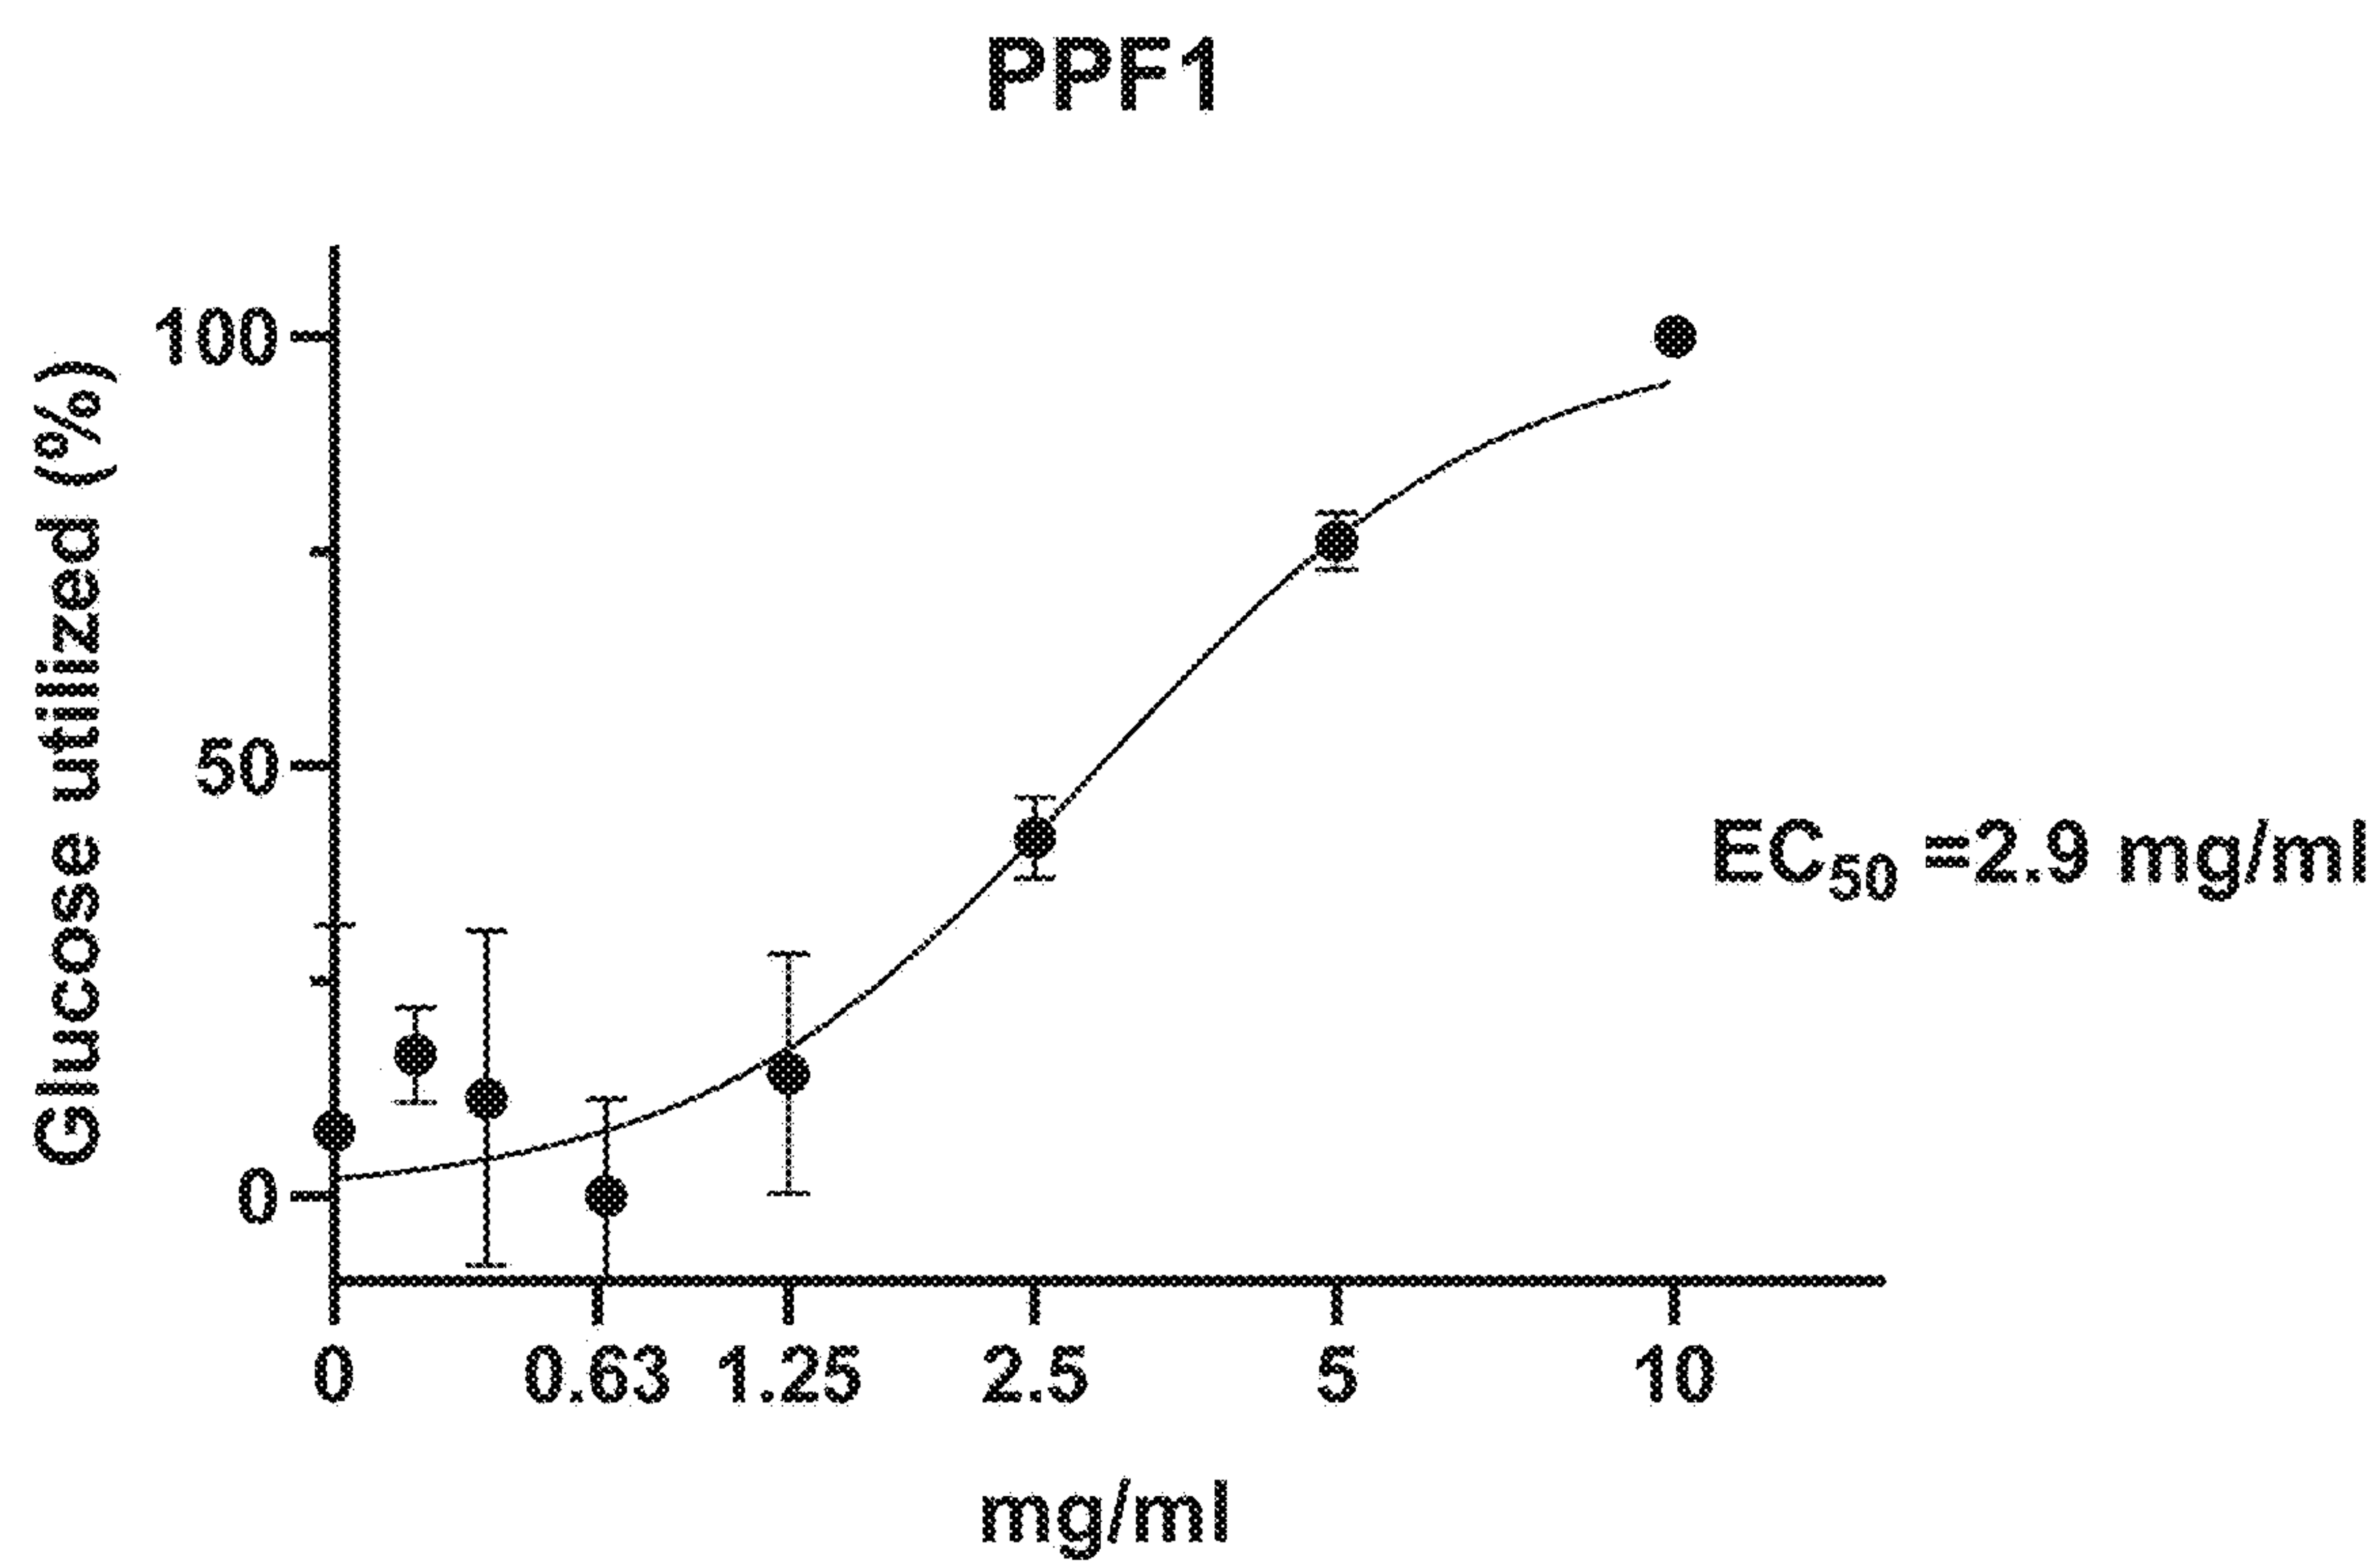 PPF1
Glucose utilized (%)
100
50
0
EC50 =2.9 mg/ml
0 0.63 1.25 2.5 5 10
mg/ml